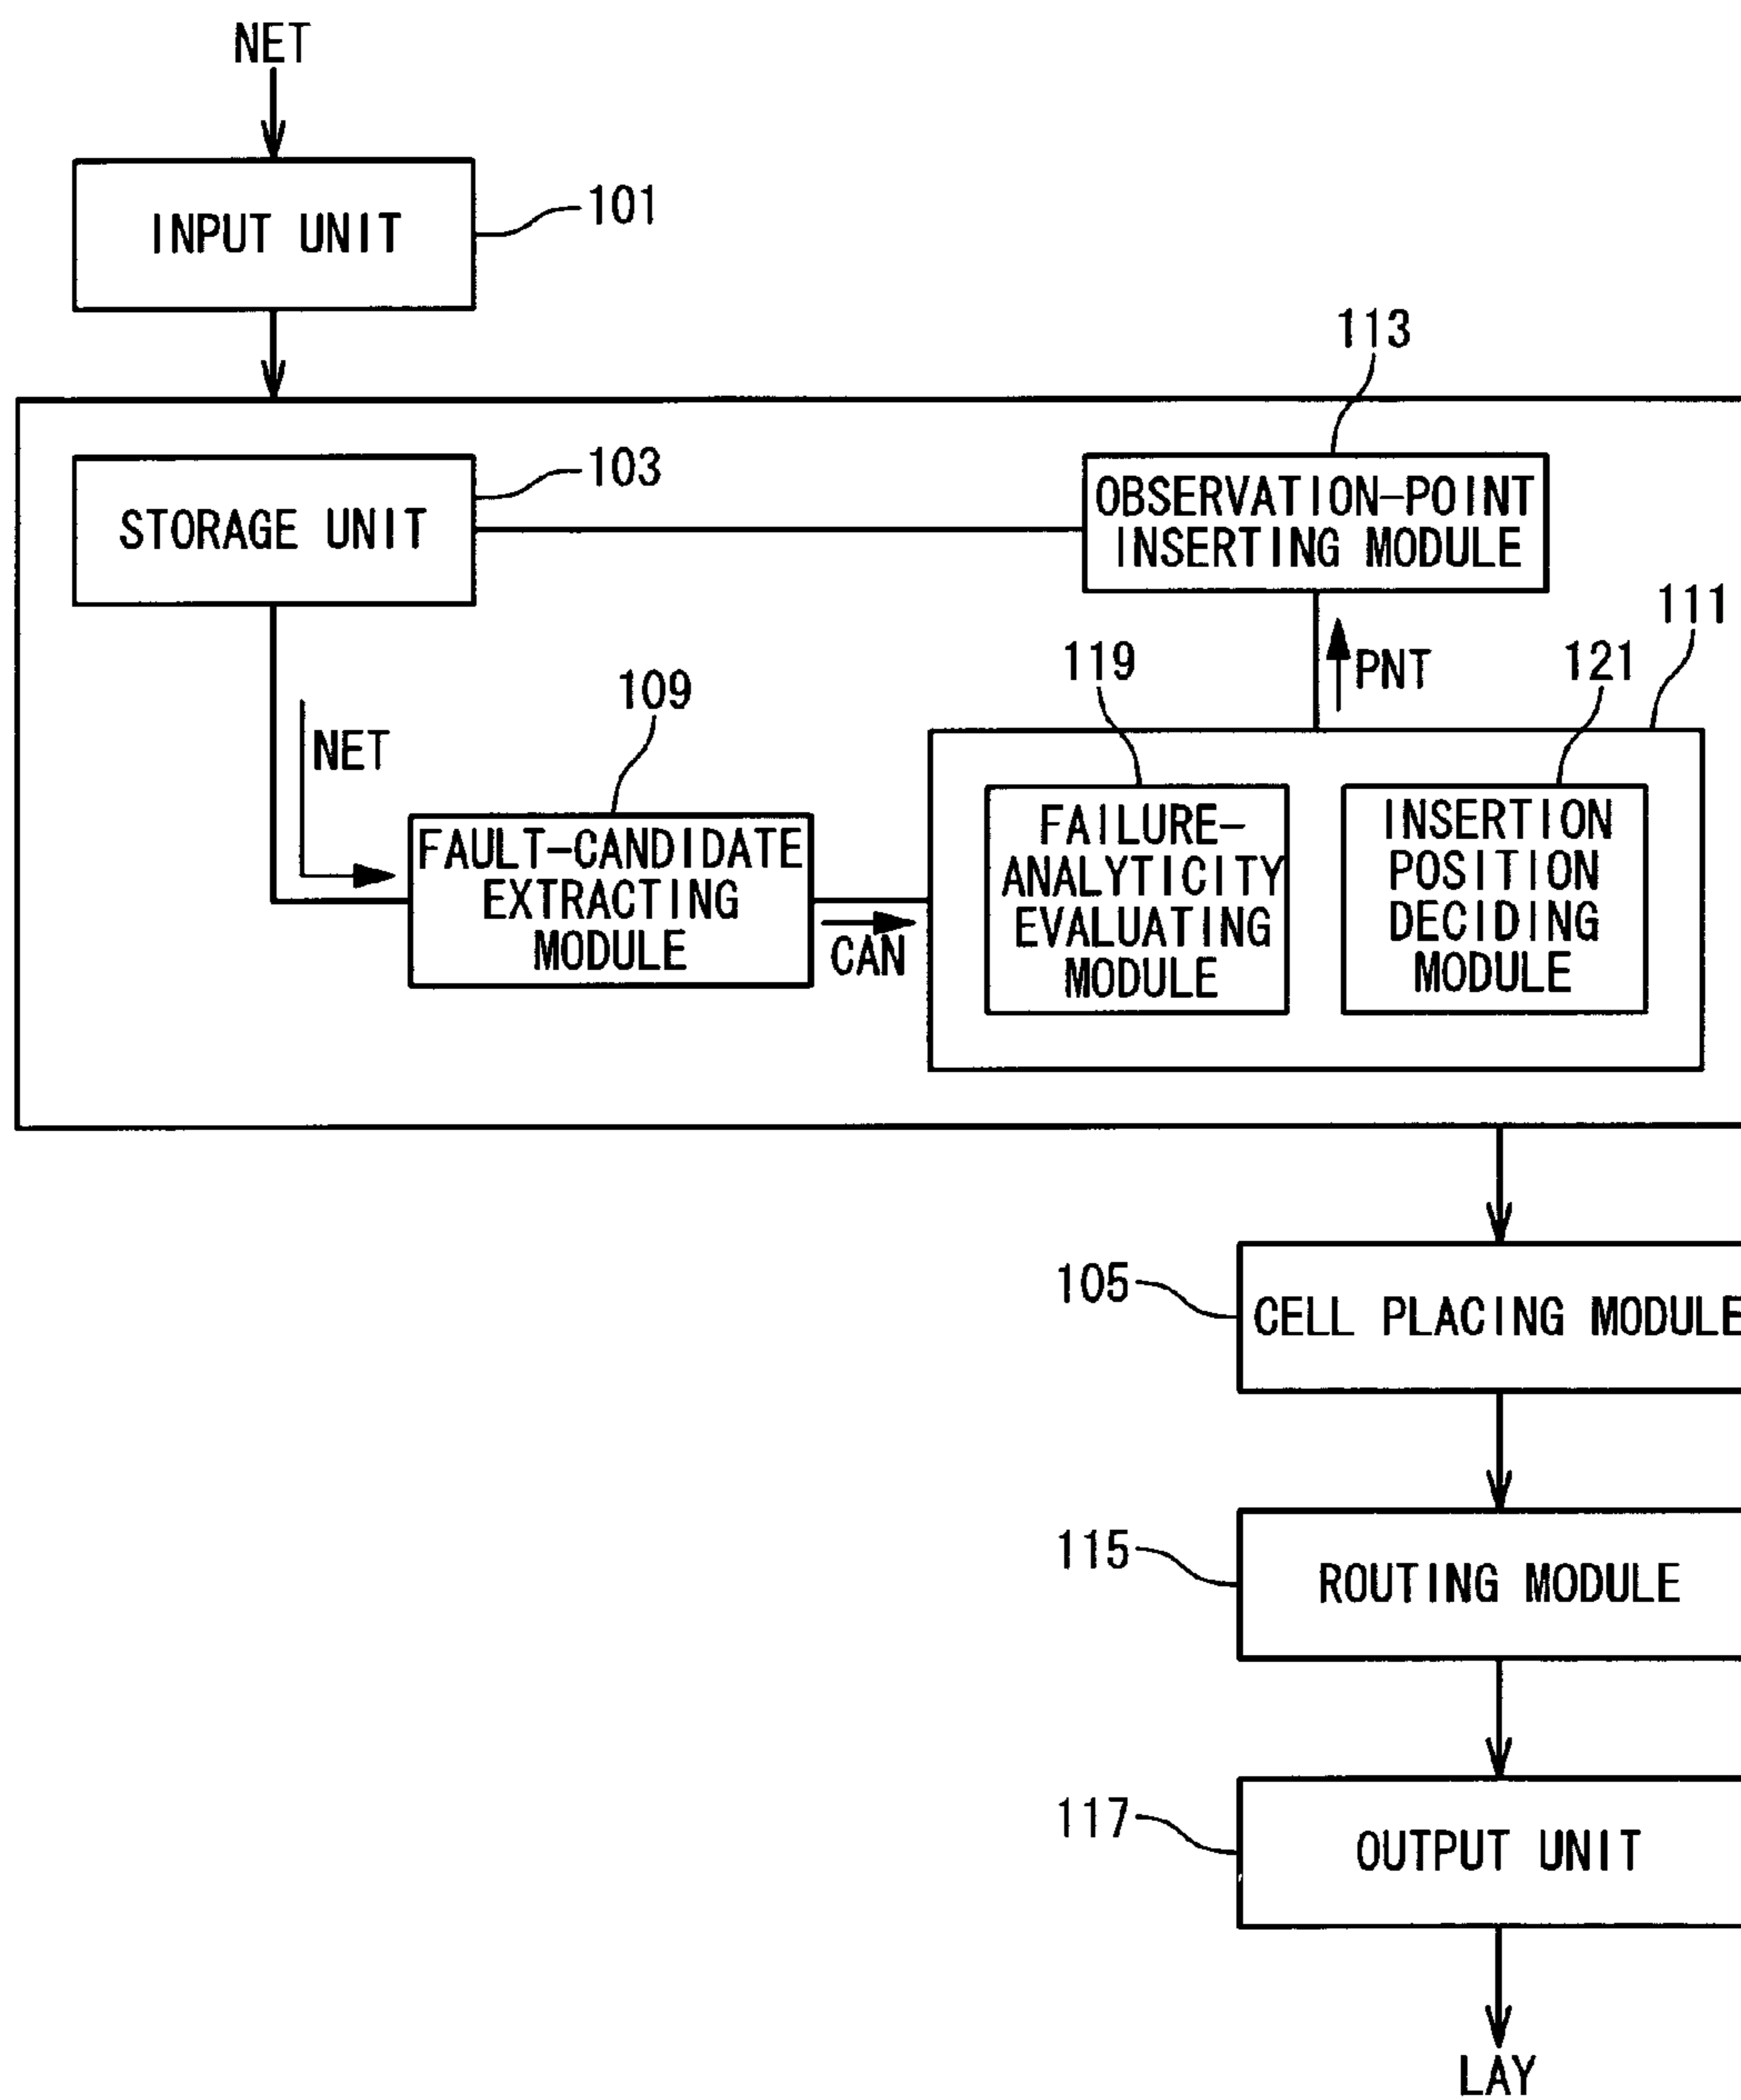 NET
INPUT UNIT
101
113
STORAGE UNIT
103
OBSERVATION-POINT
INSERTING MODULE
111
119
PNT
121
109
NET
FAULT-CANDIDATE
EXTRACTING
MODULE
CAN
FAILURE-
ANALYTICITY
EVALUATING
MODULE
INSERTION
POSITION
DECIDING
MODULE
105
CELL PLACING MODULE
115
ROUTING MODULE
117
OUTPUT UNIT
LAY